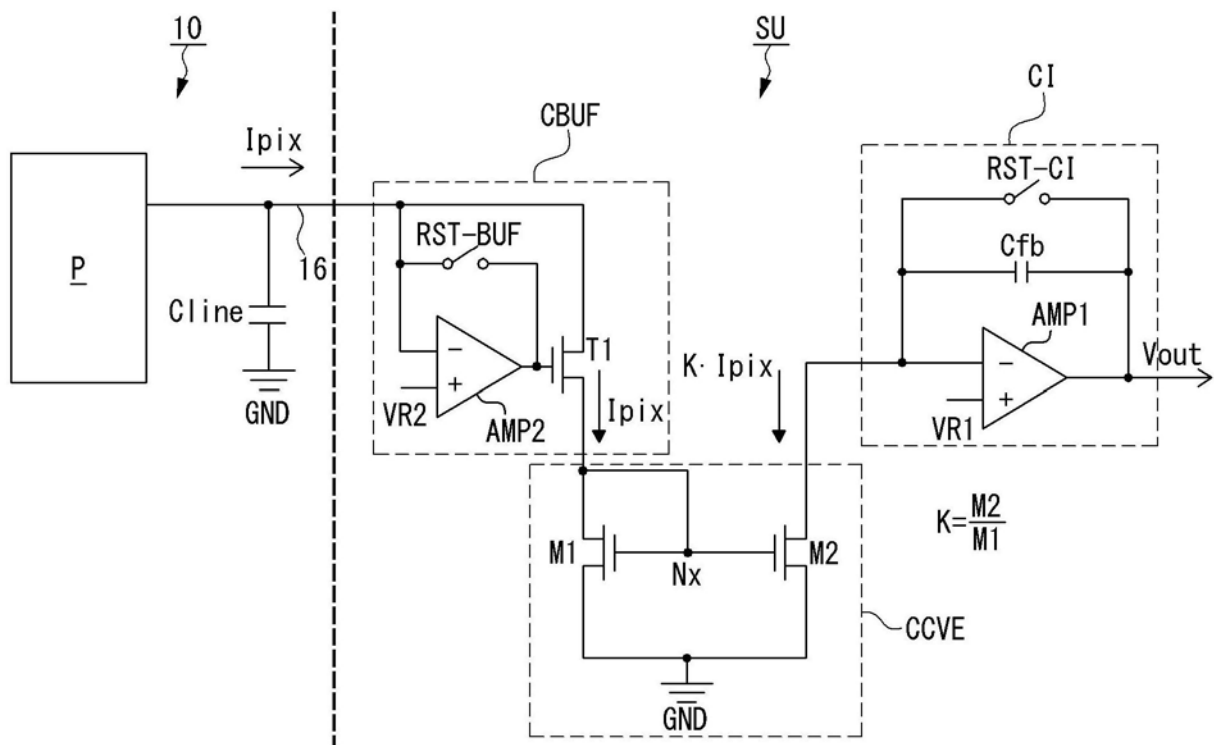 10
SU
CI
CBUF
Ipix
RST-CI
RST-BUF
Cfb
P
16
Cline
AMP1
T1
Vout
−
+
K· Ipix
−
+
VR2
GND
AMP2
Ipix
VR1
K=M2/M1
M1
Nx
M2
CCVE
GND